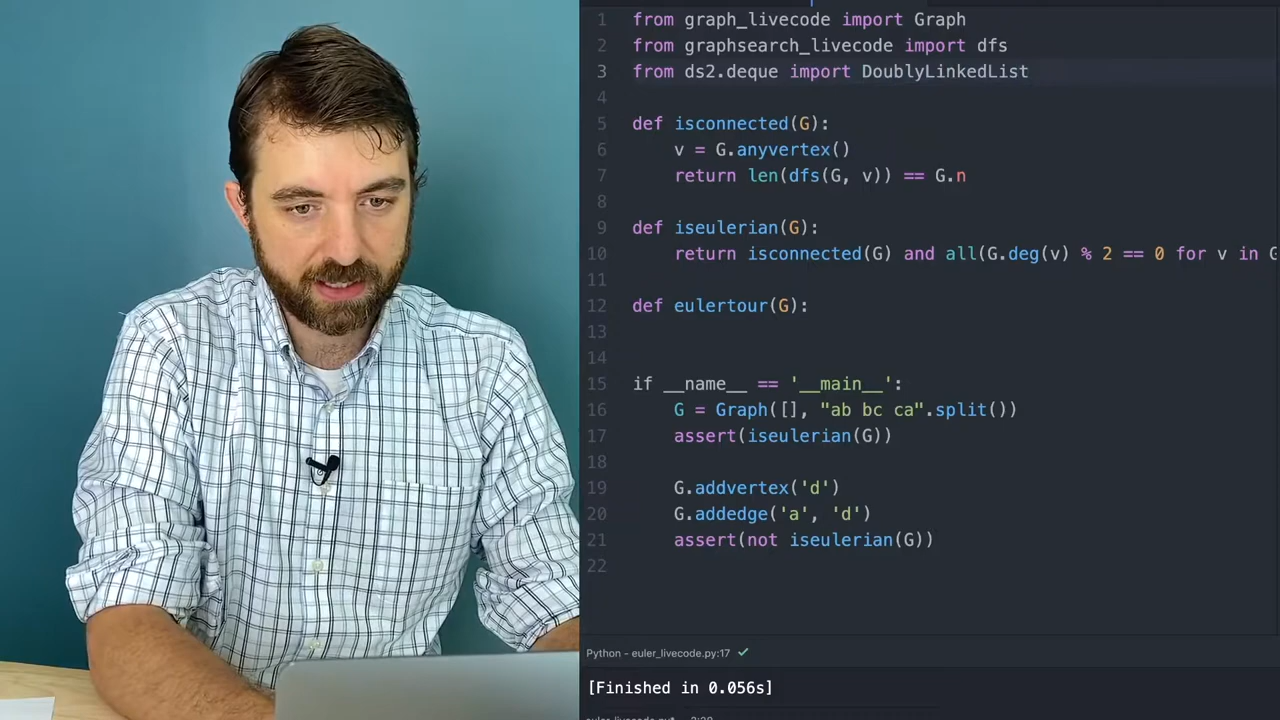 1 from graph_livecode import Graph
2 from graphsearch_livecode import dfs
3 from ds2.deque import DoublyLinkedList
4
5 def isconnected(G):
6 v = G.anyvertex()
7 return len(dfs(G, v)) == G.n
8
9 def iseulerian(G):
10 return isconnected(G) and all(G.deg(v) % 2 == 0 for v in G
11
12 def eulertour(G):
13
14
15 if __name__ == '__main__':
16 G = Graph([], "ab bc ca".split())
17 assert(iseulerian(G))
18
19 G.addvertex('d')
20 G.addedge('a', 'd')
21 assert(not iseulerian(G))
22
Python - euler_livecode.py:17 ✓
[Finished in 0.056s]